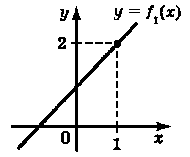 y y = f₁(x)
2
0 1 x